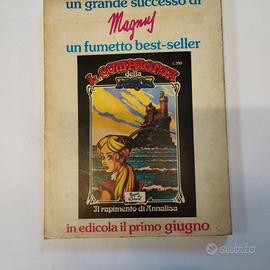 un grande successo di
Magnus
un fumetto best-seller
LA COMPAGNIA
della
Forca
Il rapimento di Annalisa
in edicola il primo giugno
subito